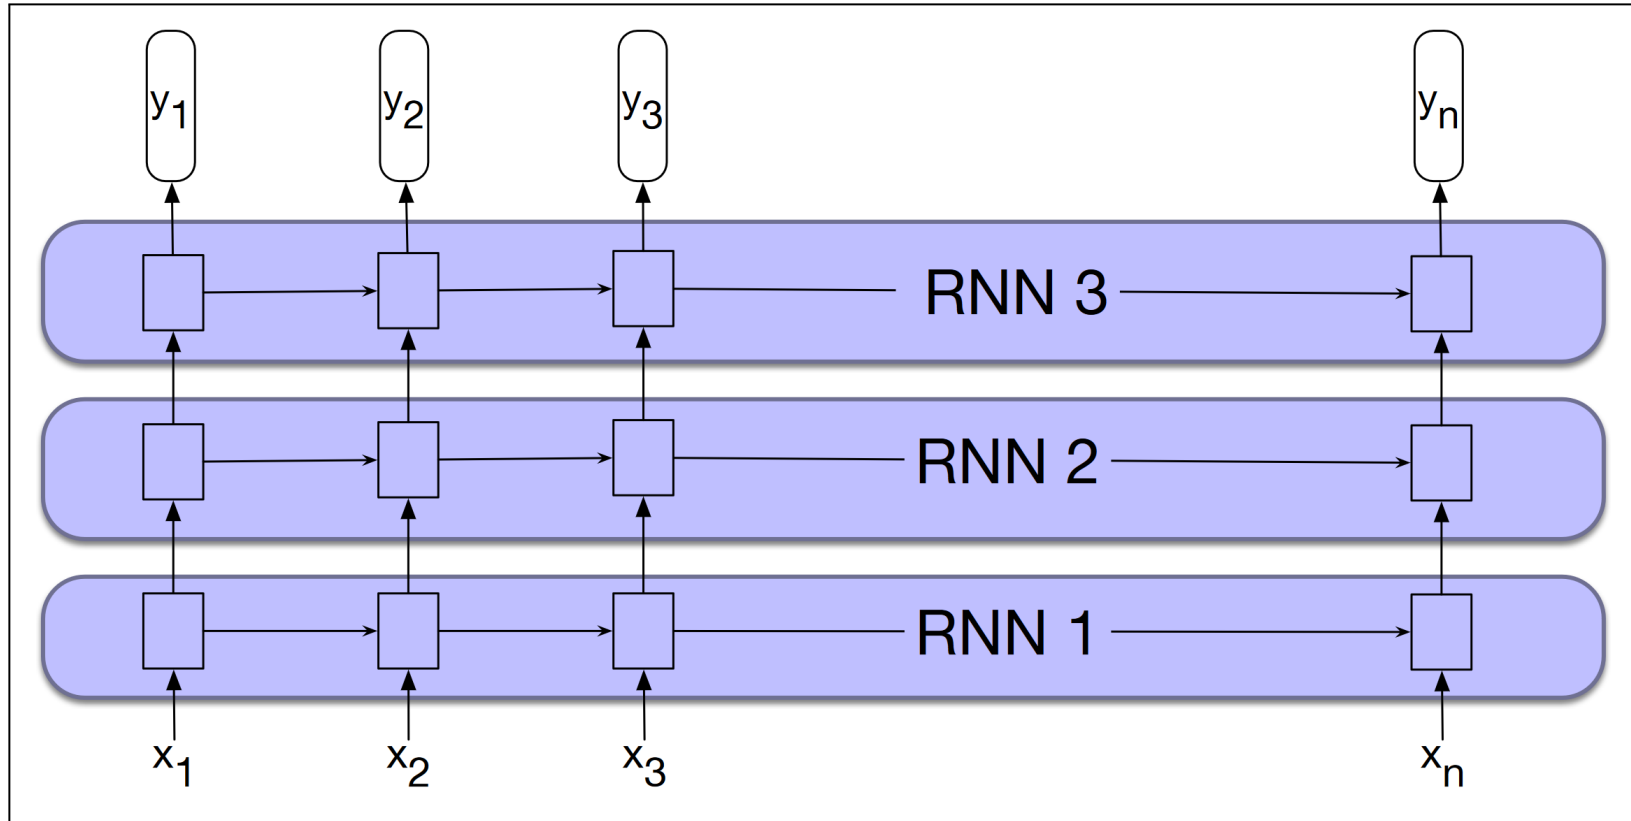 y₁ y₂ y₃ yₙ
RNN 3
RNN 2
RNN 1
x₁ x₂ x₃ xₙ